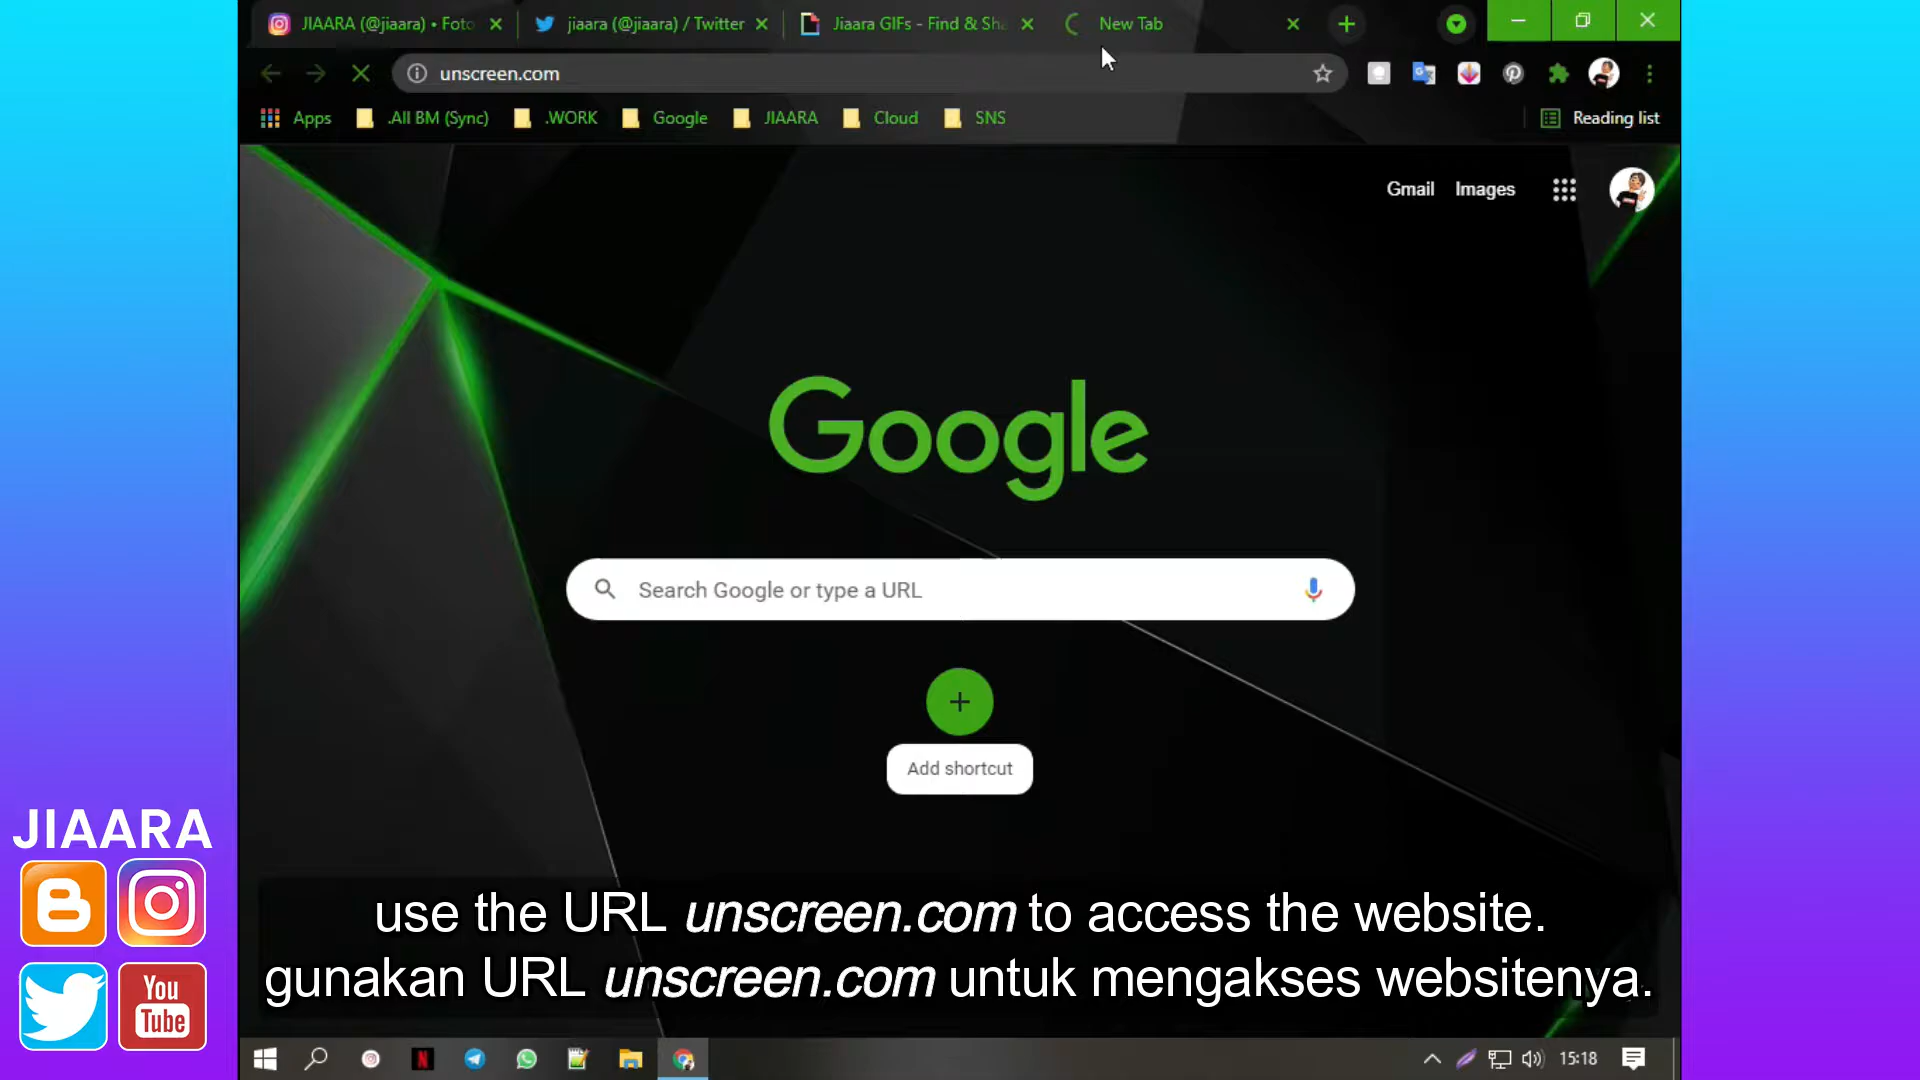 JIAARA (@jiaara) • Foto
jiaara (@jiaara) / Twitter
Jiaara GIFs - Find & Sha
New Tab
unscreen.com
Apps
.All BM (Sync)
.WORK
Google
JIAARA
Cloud
SNS
Reading list
Gmail
Images
Google
Search Google or type a URL
Add shortcut
JIAARA
You
Tube
use the URL unscreen.com to access the website.
gunakan URL unscreen.com untuk mengakses websitenya.
15:18